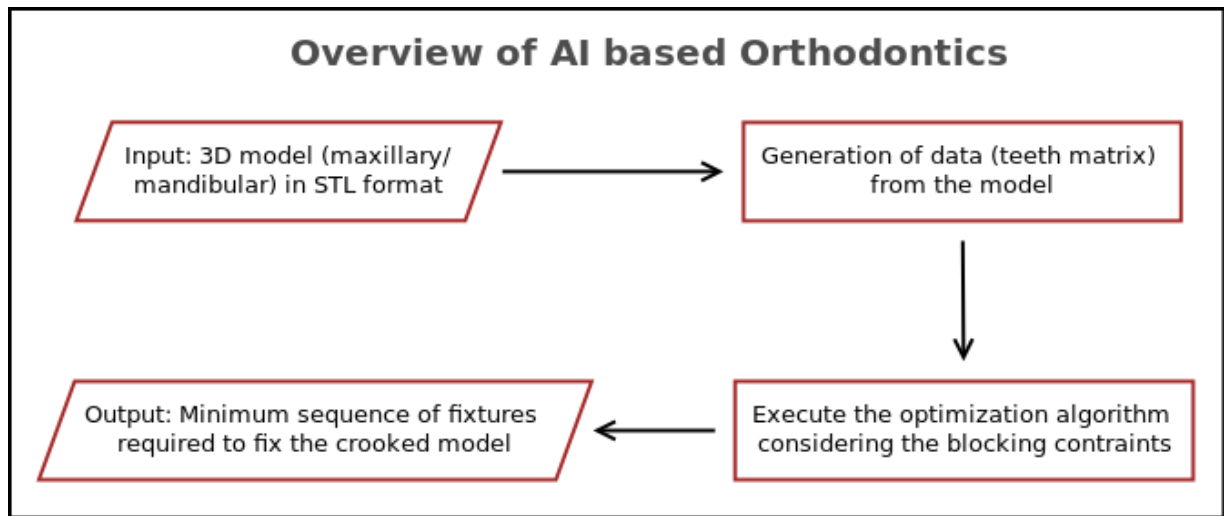 Overview of AI based Orthodontics
Input: 3D model (maxillary/
mandibular) in STL format
Generation of data (teeth matrix)
from the model
Execute the optimization algorithm
considering the blocking contraints
Output: Minimum sequence of fixtures
required to fix the crooked model